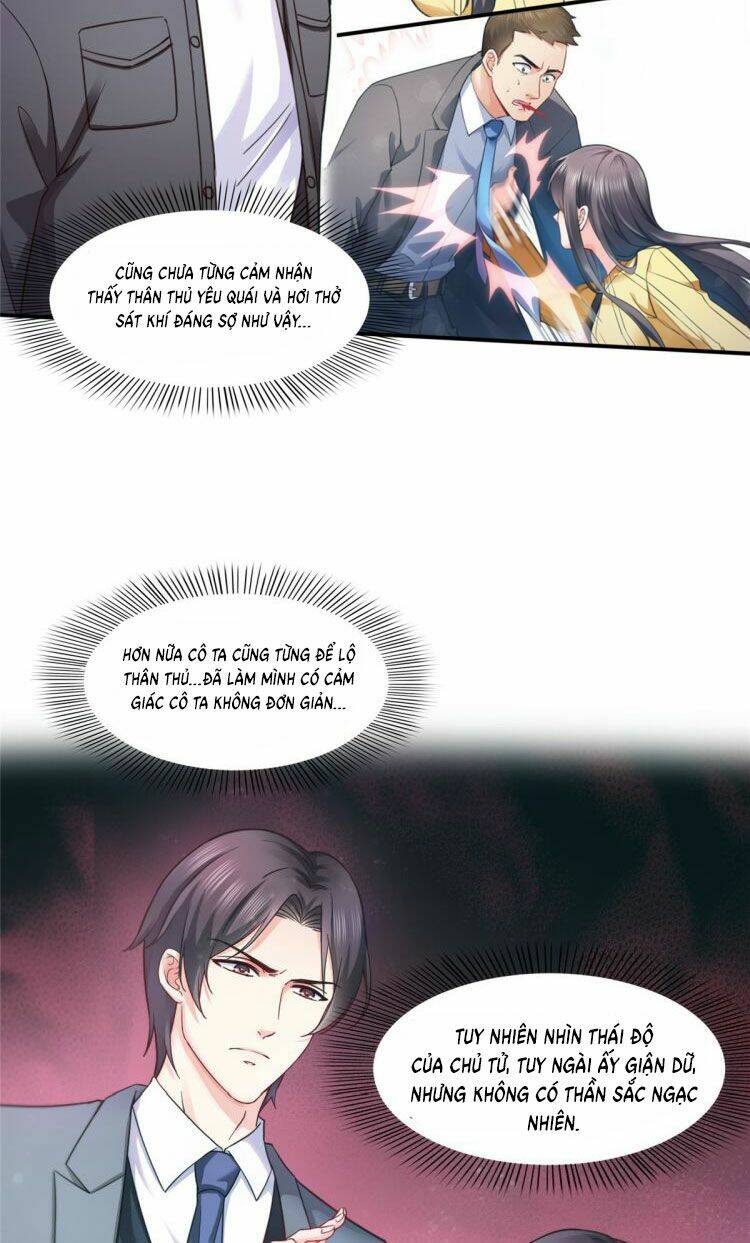 CŨNG CHƯA TỪNG CẢM NHẬN
THẤY THÂN THỦ YÊU QUÁI VÀ HƠI THỞ
SÁT KHÍ ĐÁNG SỢ NHƯ VẬY...
HƠN NỮA CÔ TA CŨNG TỪNG ĐỂ LỘ
THÂN THỦ...ĐÃ LÀM MÌNH CÓ CẢM
GIÁC CÔ TA KHÔNG ĐƠN GIẢN...
TUY NHIÊN NHÌN THÁI ĐỘ
CỦA CHỦ TỬ, TUY NGÀI ẤY GIẬN DỮ,
NHƯNG KHÔNG CÓ THẦN SẮC NGẠC
NHIÊN.